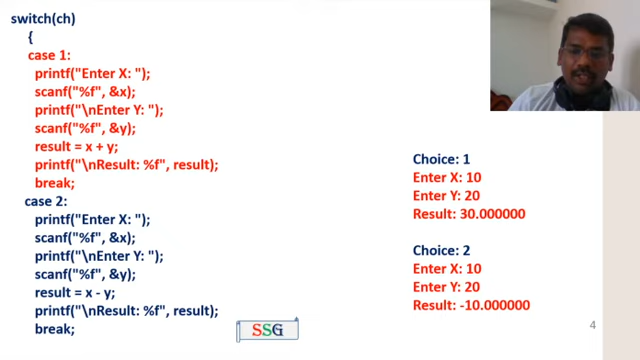 switch(ch)
{
case 1:
printf("Enter X: ");
scanf("%f", &x);
printf("\nEnter Y: ");
scanf("%f", &y);
result = x + y;
printf("\nResult: %f", result);
break;
case 2:
printf("Enter X: ");
scanf("%f", &x);
printf("\nEnter Y: ");
scanf("%f", &y);
result = x - y;
printf("\nResult: %f", result);
break;
Choice: 1
Enter X: 10
Enter Y: 20
Result: 30.000000
Choice: 2
Enter X: 10
Enter Y: 20
Result: -10.000000
SSG
4